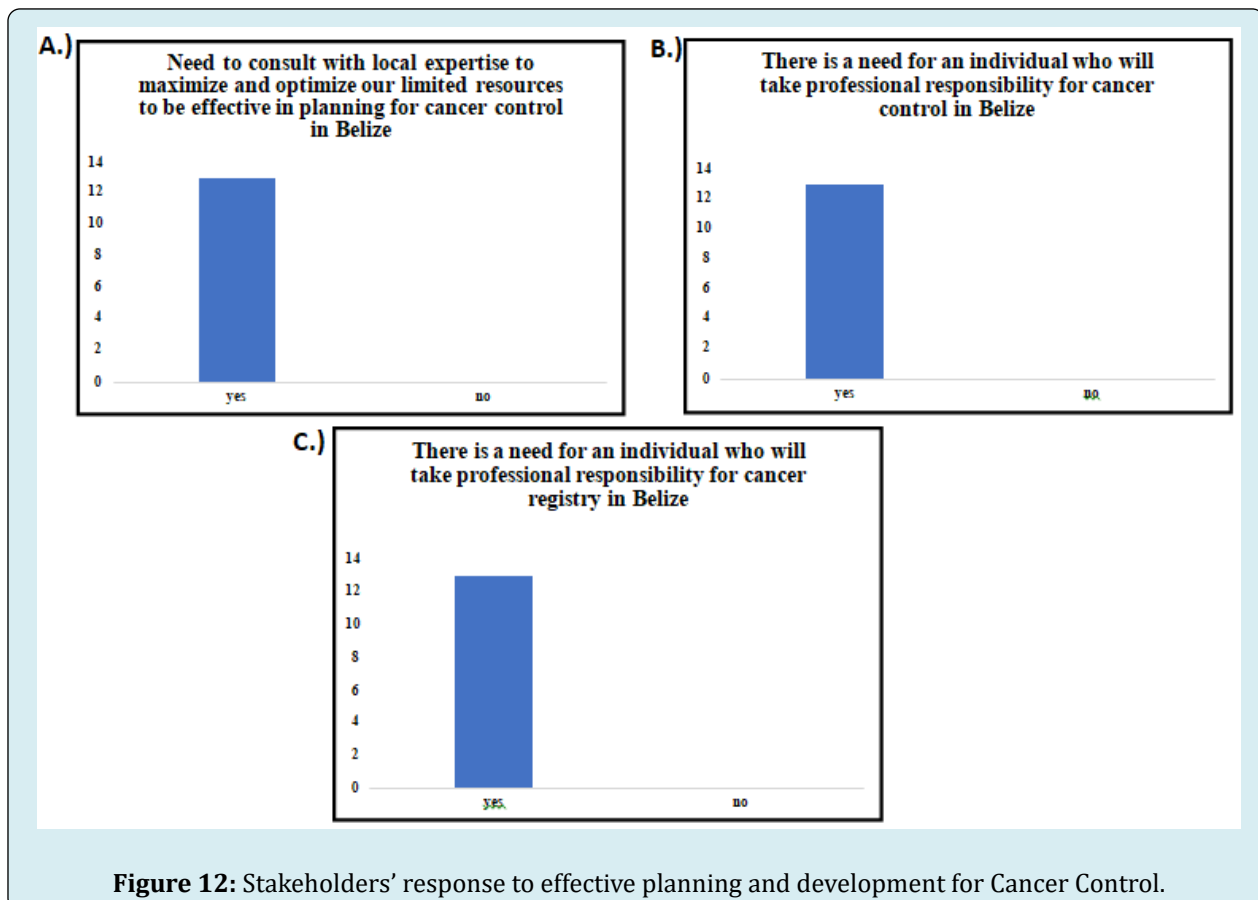 A.)
Need to consult with local expertise to
maximize and optimize our limited resources
to be effective in planning for cancer control
in Belize
14
12
10
8
6
4
2
0
yes
no
B.)
There is a need for an individual who will
take professional responsibility for cancer
control in Belize
14
12
10
8
6
4
2
0
yes
no
C.)
There is a need for an individual who will
take professional responsibility for cancer
registry in Belize
14
12
10
8
6
4
2
0
yes
no
Figure 12: Stakeholders’ response to effective planning and development for Cancer Control.